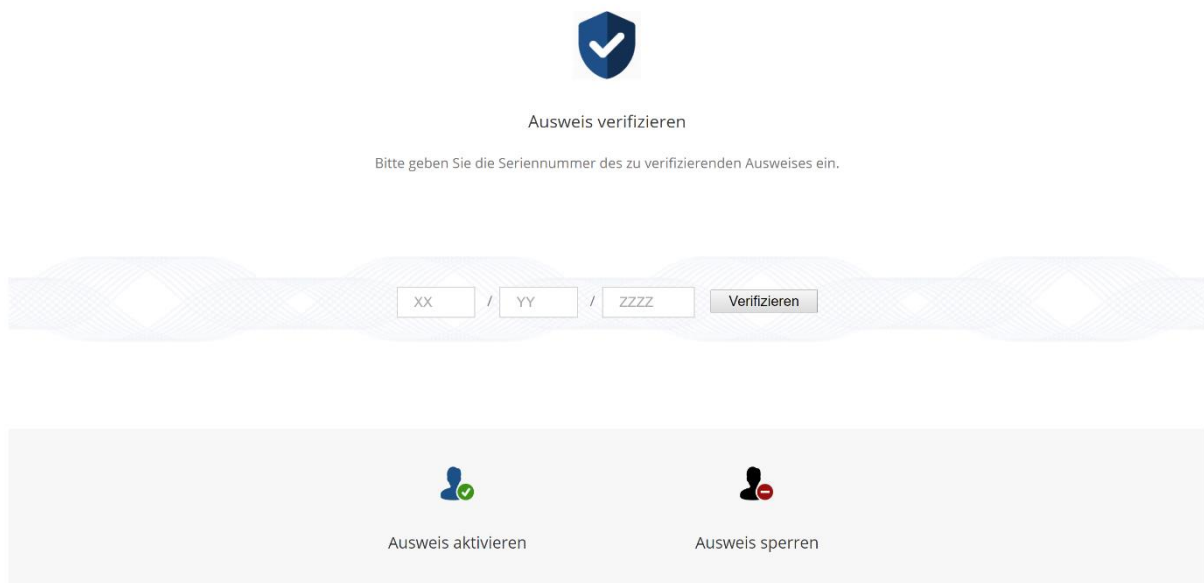 Ausweis verifizieren
Bitte geben Sie die Seriennummer des zu verifizierenden Ausweises ein.
XX / YY / ZZZZ Verifizieren
Ausweis aktivieren Ausweis sperren